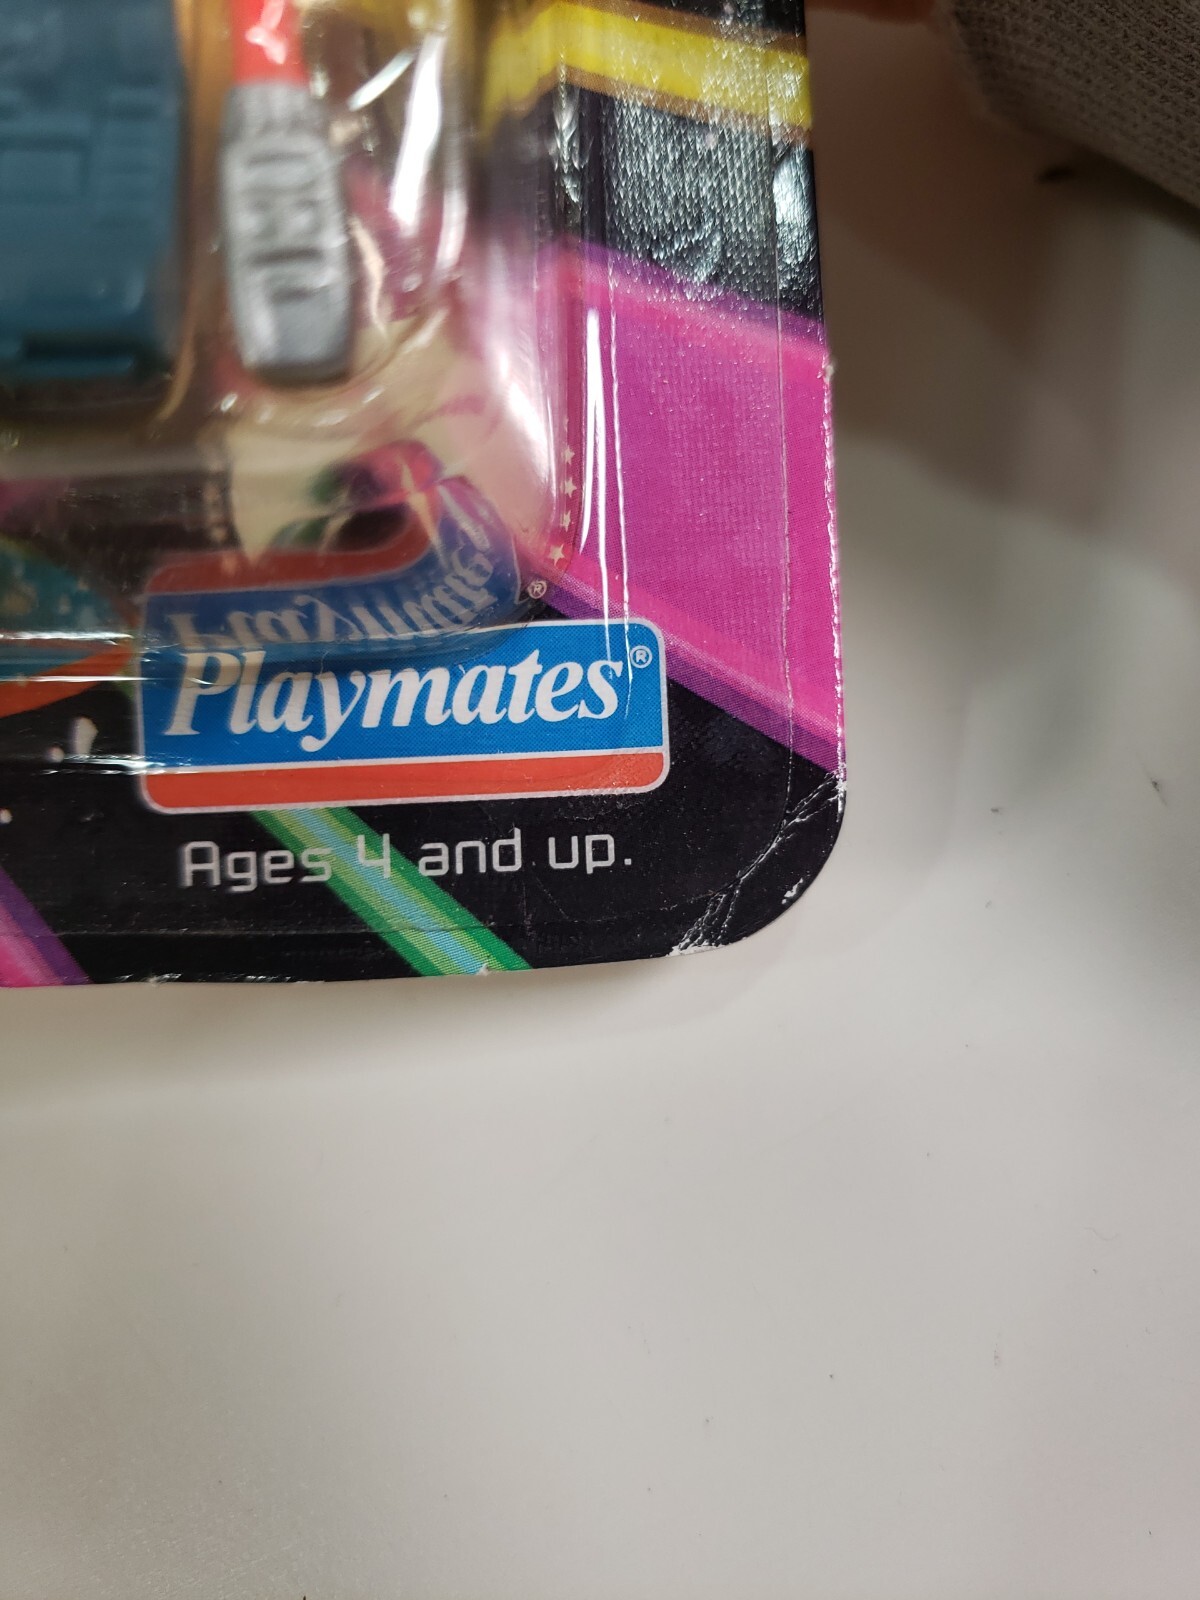 Playmates®
Ages 4 and up.